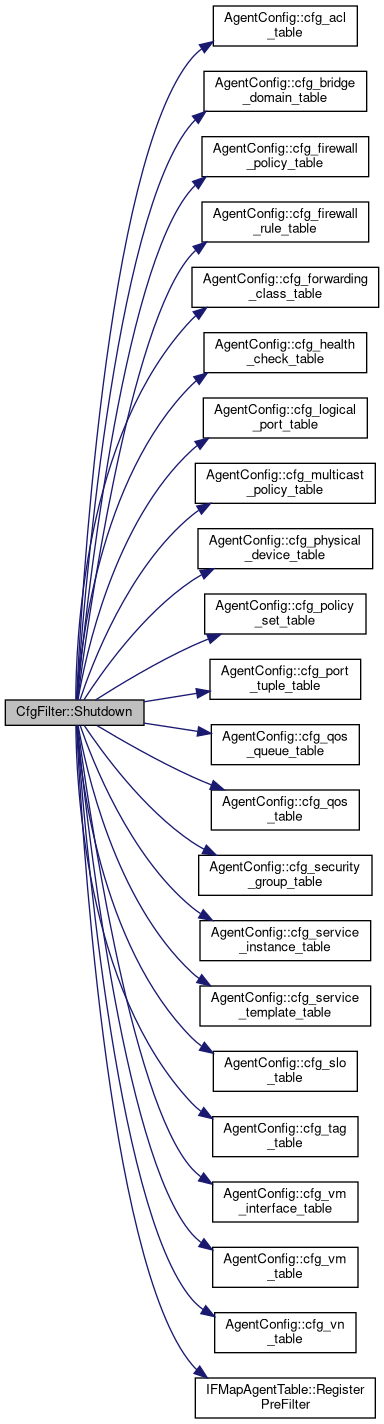 AgentConfig::cfg_acl
_table
AgentConfig::cfg_bridge
_domain_table
AgentConfig::cfg_firewall
_policy_table
AgentConfig::cfg_firewall
_rule_table
AgentConfig::cfg_forwarding
_class_table
AgentConfig::cfg_health
_check_table
AgentConfig::cfg_logical
_port_table
AgentConfig::cfg_multicast
_policy_table
AgentConfig::cfg_physical
_device_table
AgentConfig::cfg_policy
_set_table
AgentConfig::cfg_port
_tuple_table
CfgFilter::Shutdown
AgentConfig::cfg_qos
_queue_table
AgentConfig::cfg_qos
_table
AgentConfig::cfg_security
_group_table
AgentConfig::cfg_service
_instance_table
AgentConfig::cfg_service
_template_table
AgentConfig::cfg_slo
_table
AgentConfig::cfg_tag
_table
AgentConfig::cfg_vm
_interface_table
AgentConfig::cfg_vm
_table
AgentConfig::cfg_vn
_table
IFMapAgentTable::Register
PreFilter